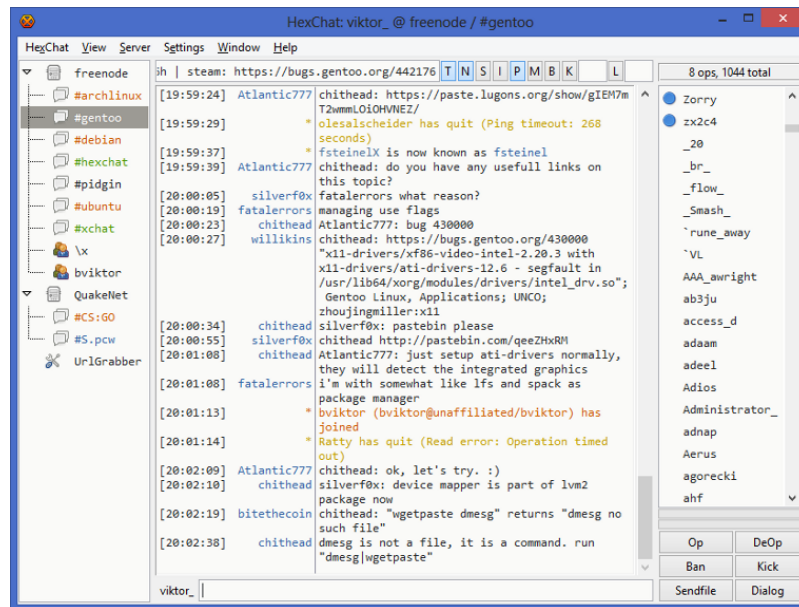 HexChat: viktor_ @ freenode / #gentoo
HexChat View Server Settings Window Help
freenode
#archlinux
#gentoo
#debian
#hexchat
#pidgin
#ubuntu
#xchat
\x
bviktor
QuakeNet
#CS:GO
#S.pcw
UrlGrabber
| steam: https://bugs.gentoo.org/442176 T N S I P M B K L
[19:59:24] Atlantic777 chithead: https://paste.lugons.org/show/gIEM7m
T2wmmLOiOHVNEZ/
[19:59:29] * olesalscheider has quit (Ping timeout: 268
seconds)
[19:59:37] * fsteinelX is now known as fsteinel
[19:59:39] Atlantic777 chithead: do you have any usefull links on
this topic?
[20:00:05] silverf0x fatalerrors what reason?
[20:00:19] fatalerrors managing use flags
[20:00:23] chithead Atlantic777: bug 430000
[20:00:27] willikins chithead: https://bugs.gentoo.org/430000
"x11-drivers/xf86-video-intel-2.20.3 with
x11-drivers/ati-drivers-12.6 - segfault in
/usr/lib64/xorg/modules/drivers/intel_drv.so";
Gentoo Linux, Applications; UNCO;
zhoujingmiller:x11
[20:00:34] chithead silverf0x: pastebin please
[20:00:55] silverf0x chithead http://pastebin.com/qeeZHxRM
[20:01:08] chithead Atlantic777: just setup ati-drivers normally,
they will detect the integrated graphics
[20:01:08] fatalerrors i'm with somewhat like lfs and spack as
package manager
[20:01:13] * bviktor (bviktor@unaffiliated/bviktor) has
joined
[20:01:14] * Ratty has quit (Read error: Operation timed
out)
[20:02:09] Atlantic777 chithead: ok, let's try. :)
[20:02:10] chithead silverf0x: device mapper is part of lvm2
package now
[20:02:19] bitethecoin chithead: "wgetpaste dmesg" returns "dmesg no
such file"
[20:02:38] chithead dmesg is not a file, it is a command. run
"dmesg|wgetpaste"
viktor_
8 ops, 1044 total
Zorry
zx2c4
_20
_br_
_flow_
_Smash_
`rune_away
`VL
AAA_awright
ab3ju
access_d
adaam
adeel
Adios
Administrator_
adnap
Aerus
agorecki
ahf
Op DeOp
Ban Kick
Sendfile Dialog